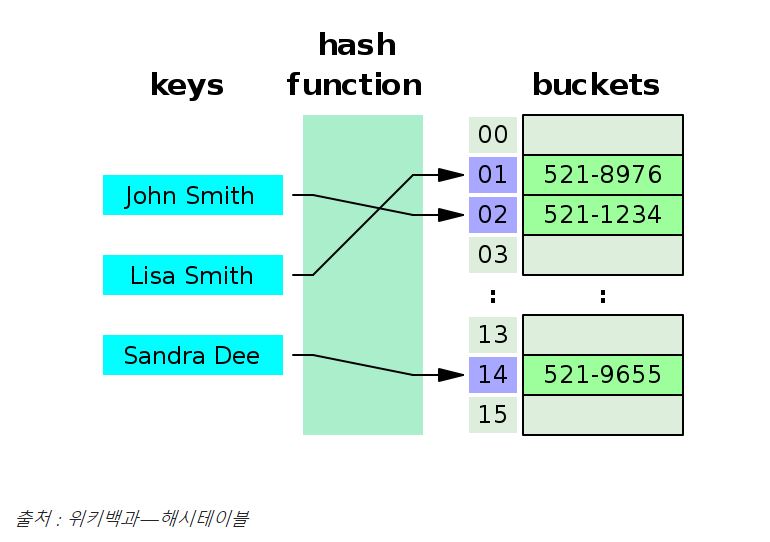 hash
keys function buckets
00
01 521-8976
John Smith
02 521-1234
03
Lisa Smith
: :
13
Sandra Dee
14 521-9655
15
출처 : 위키백과—해시테이블